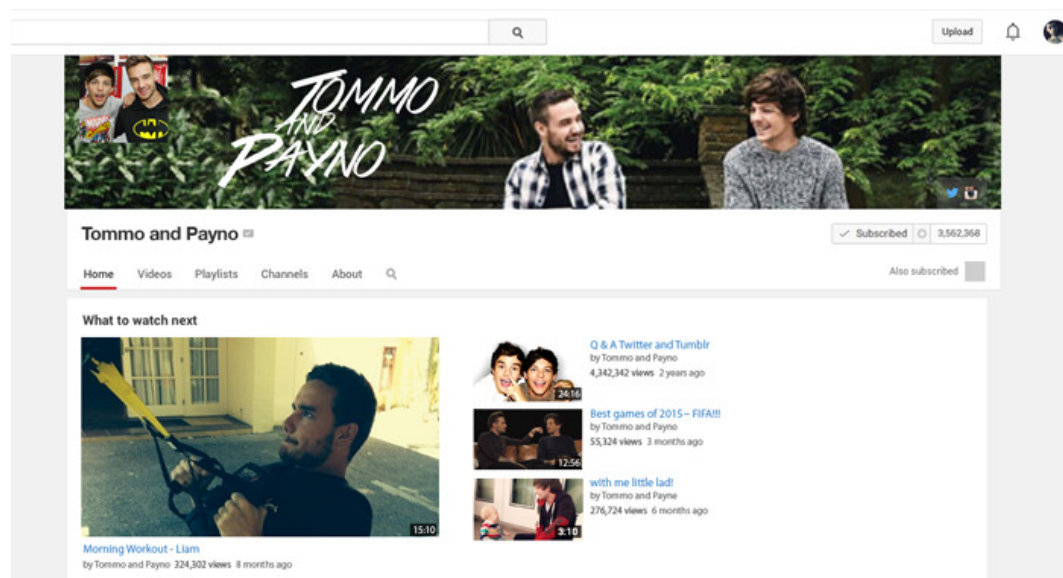 Upload
TOMMO
AND
PAYNO
Tommo and Payno
Subscribed 3,562,368
Home Videos Playlists Channels About
Also subscribed
What to watch next
15:10
Morning Workout - Liam
by Tommo and Payno 324,302 views 8 months ago
24:16
Q & A Twitter and Tumblr
by Tommo and Payno
4,342,342 views 2 years ago
12:56
Best games of 2015~ FIFA!!!
by Tommo and Payno
55,324 views 3 months ago
3:10
with me little lad!
by Tommo and Payne
276,724 views 6 months ago